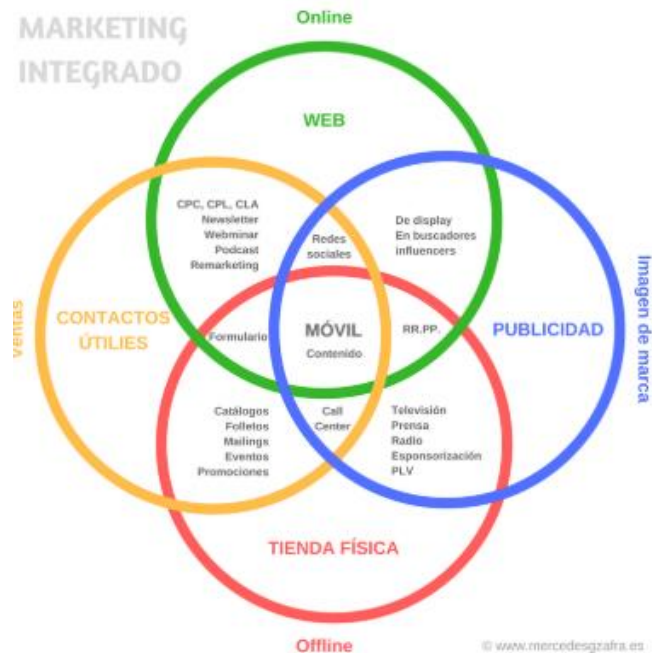 MARKETING
INTEGRADO
Online
WEB
CPC, CPL, CLA
Newsletter
Webminar
Podcast
Remarketing
Redes
sociales
De display
En buscadores
influencers
Ventas
CONTACTOS
ÚTILIES
Formulario
MÓVIL
Contenido
RR.PP.
PUBLICIDAD
Imagen de marca
Catálogos
Folletos
Mailings
Eventos
Promociones
Call
Center
Televisión
Prensa
Radio
Esponsorización
PLV
TIENDA FÍSICA
Offline
© www.mercedesgzafra.es